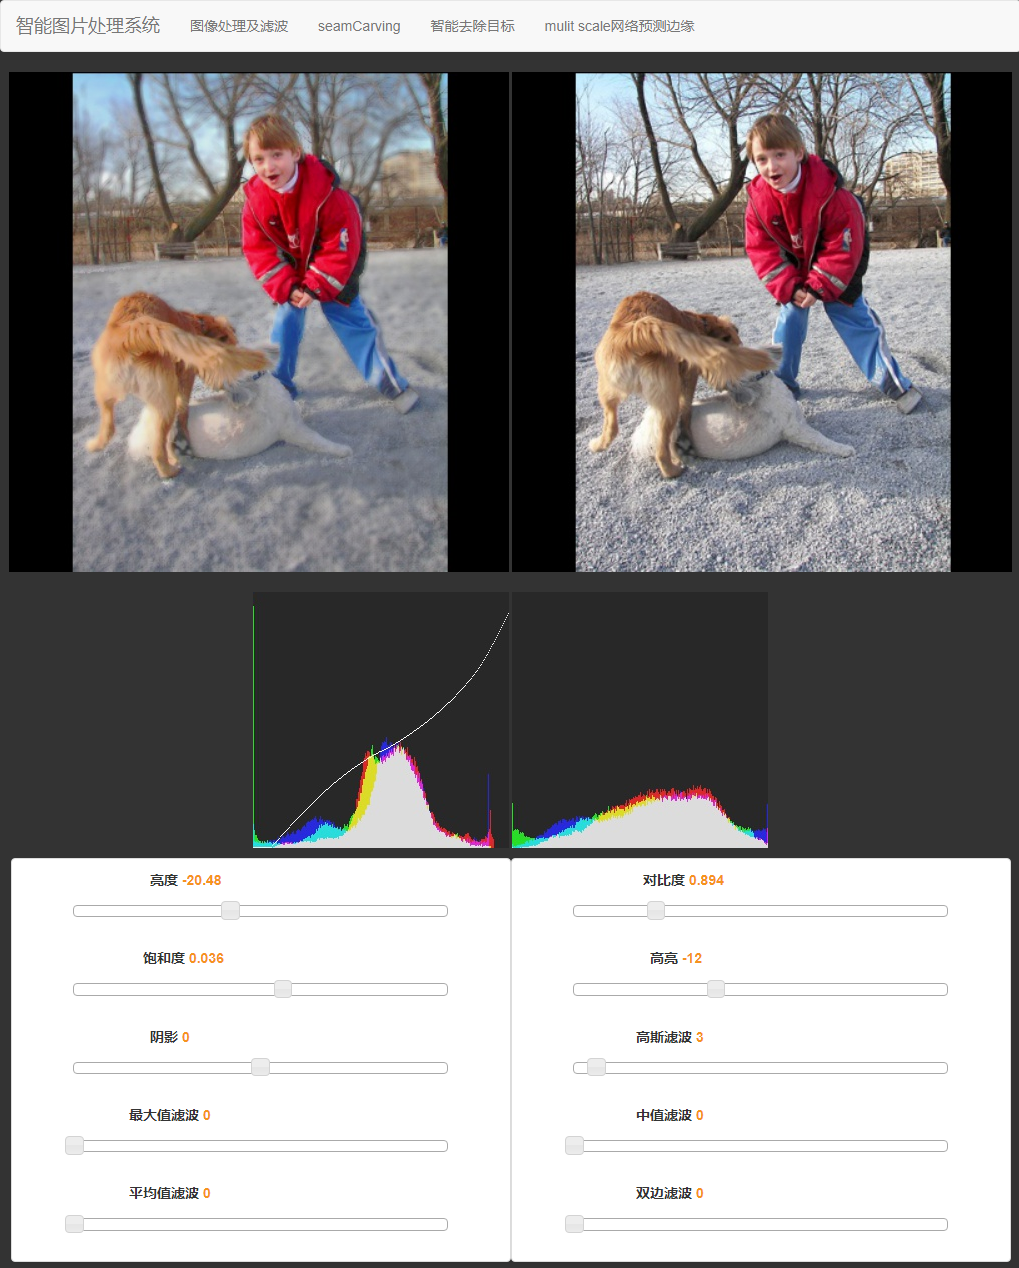 智能图片处理系统 图像处理及滤波 seamCarving 智能去除目标 mulit scale网络预测边缘
亮度 -20.48
对比度 0.894
饱和度 0.036
高亮 -12
阴影 0
高斯滤波 3
最大值滤波 0
中值滤波 0
平均值滤波 0
双边滤波 0